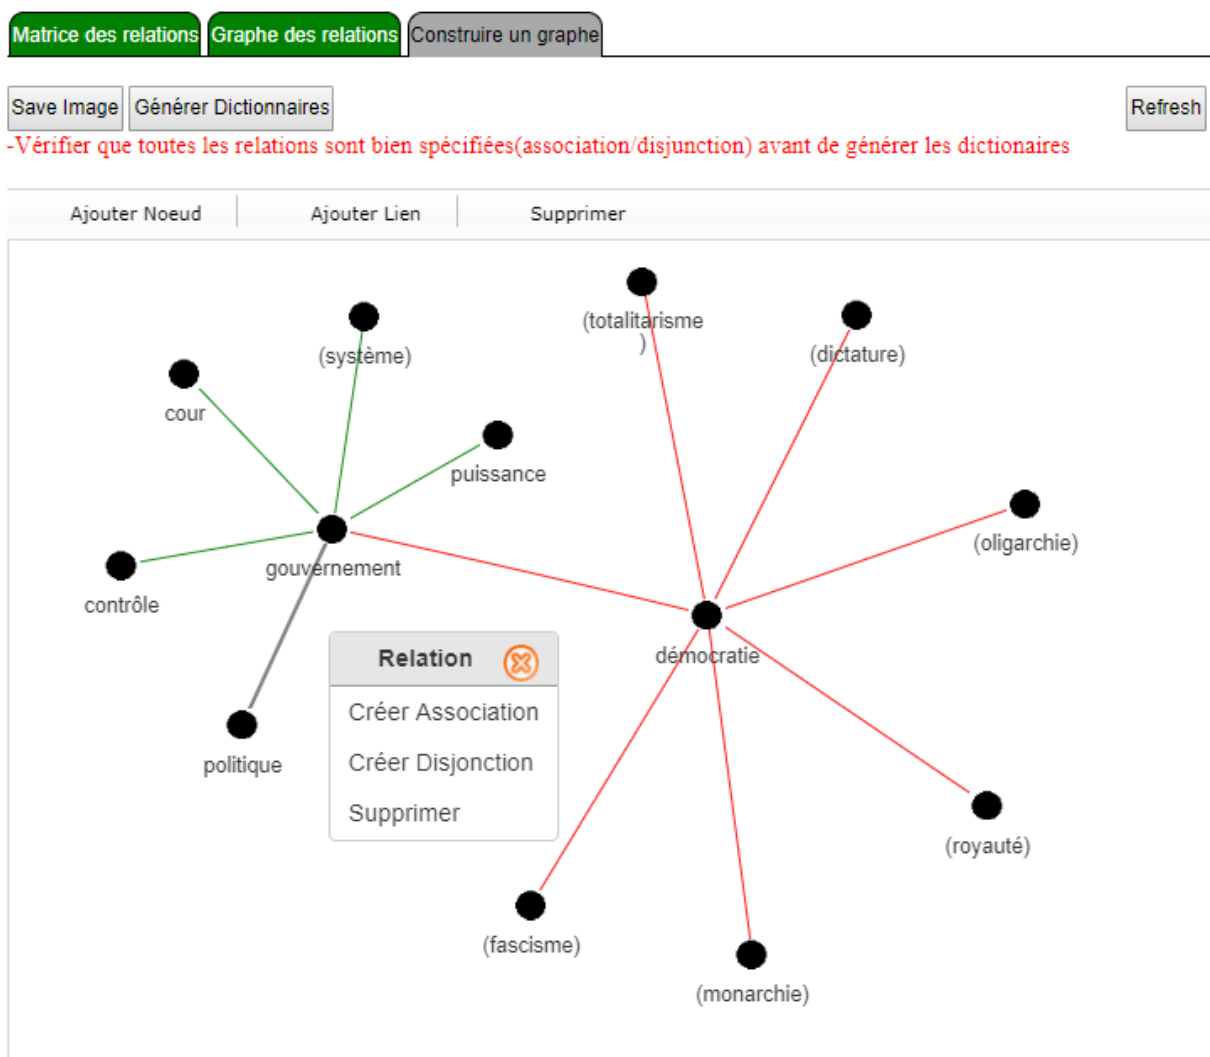 Matrice des relations Graphe des relations Construire un graphe
Save Image Générer Dictionnaires Refresh
-Vérifier que toutes les relations sont bien spécifiées(association/disjunction) avant de générer les dictionaires
Ajouter Noeud Ajouter Lien Supprimer
(totalitarisme
)
(système)
(dictature)
cour
puissance
(oligarchie)
gouvernement
contrôle
démocratie
Relation
Créer Association
Créer Disjonction
Supprimer
politique
(royauté)
(fascisme)
(monarchie)